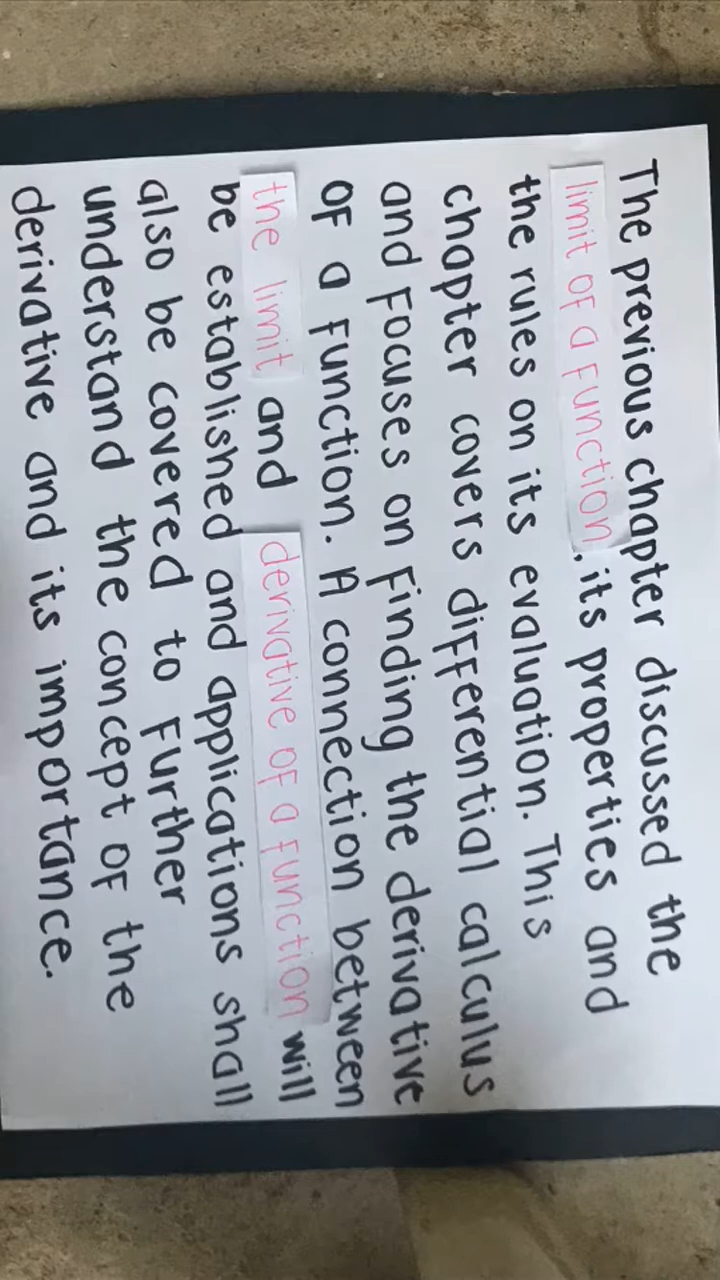 The previous chapter discussed the
limit of a function, its properties and
the rules on its evaluation. This
chapter covers differential calculus
and focuses on finding the derivative
of a function. A connection between
the limit and derivative of a function will
be established and applications shall
also be covered to further
understand the concept of the
derivative and its importance.